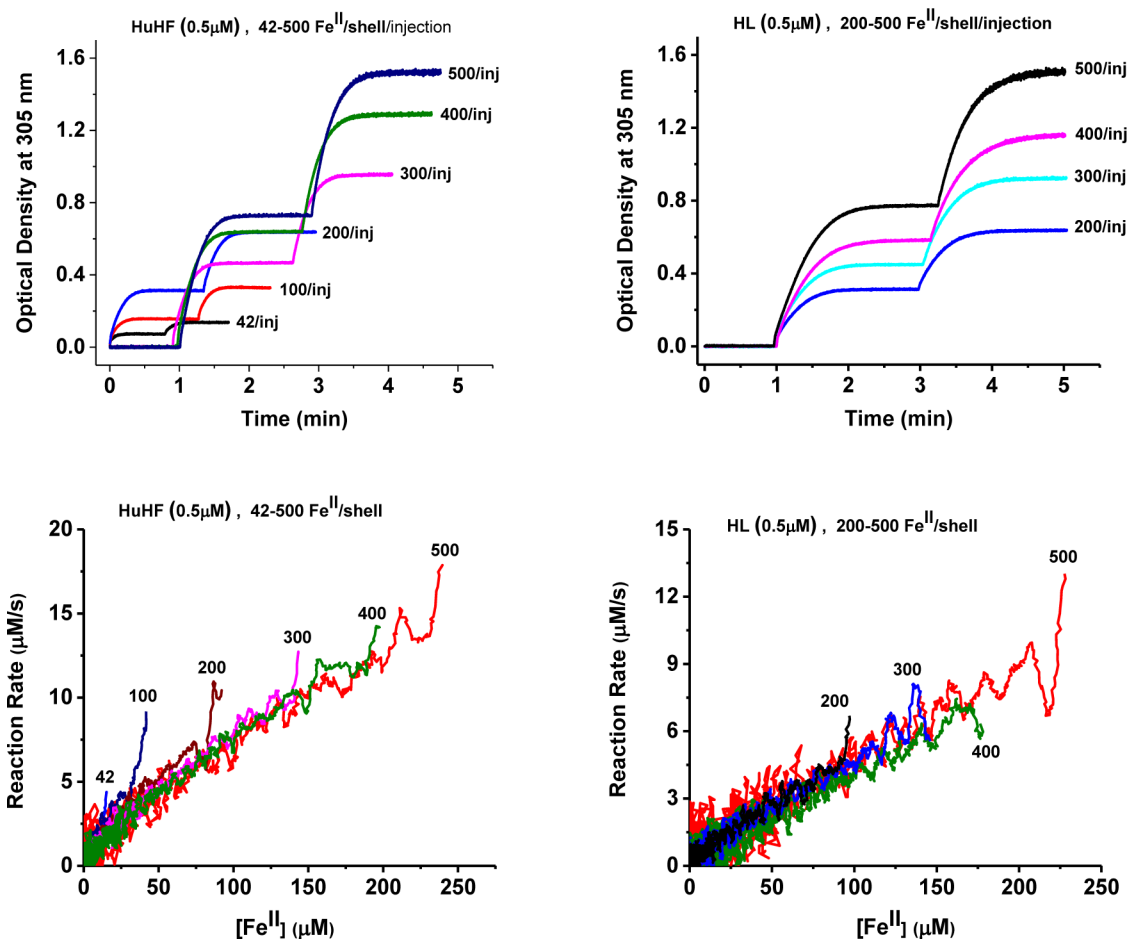 HuHF (0.5µM) , 42-500 Fe^II/shell/injection
Optical Density at 305 nm
1.6
1.2
0.8
0.4
0.0
500/inj
400/inj
300/inj
200/inj
100/inj
42/inj
0 1 2 3 4 5
Time (min)
HL (0.5µM) , 200-500 Fe^II/shell/injection
Optical Density at 305 nm
1.6
1.2
0.8
0.4
0.0
500/inj
400/inj
300/inj
200/inj
0 1 2 3 4 5
Time (min)
HuHF (0.5µM) , 42-500 Fe^II/shell
Reaction Rate (µM/s)
20
15
10
5
0
500
400
300
200
100
42
0 50 100 150 200 250
[Fe^II] (µM)
HL (0.5µM) , 200-500 Fe^II/shell
Reaction Rate (µM/s)
15
12
9
6
3
0
500
300
200
400
0 50 100 150 200 250
[Fe^II] (µM)